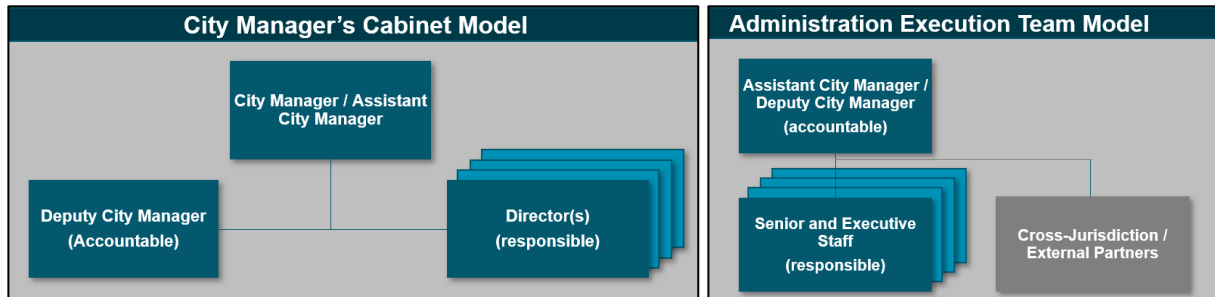 City Manager's Cabinet Model
City Manager / Assistant
City Manager
Deputy City Manager
(Accountable)
Director(s)
(responsible)
Administration Execution Team Model
Assistant City Manager /
Deputy City Manager
(accountable)
Senior and Executive
Staff
(responsible)
Cross-Jurisdiction /
External Partners